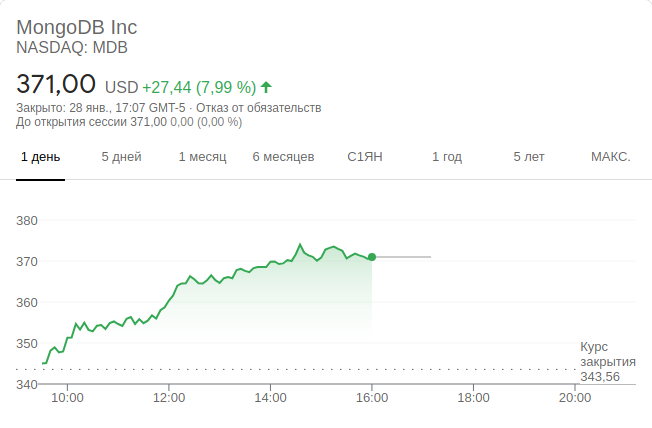 MongoDB Inc
NASDAQ: MDB
371,00 USD +27,44 (7,99 %)
Закрыто: 28 янв., 17:07 GMT-5 · Отказ от обязательств
До открытия сессии 371,00 0,00 (0,00 %)
1 день 5 дней 1 месяц 6 месяцев С1ЯН 1 год 5 лет МАКС.
380
370
360
350
Курс
закрытия
343,56
340
10:00 12:00 14:00 16:00 18:00 20:00